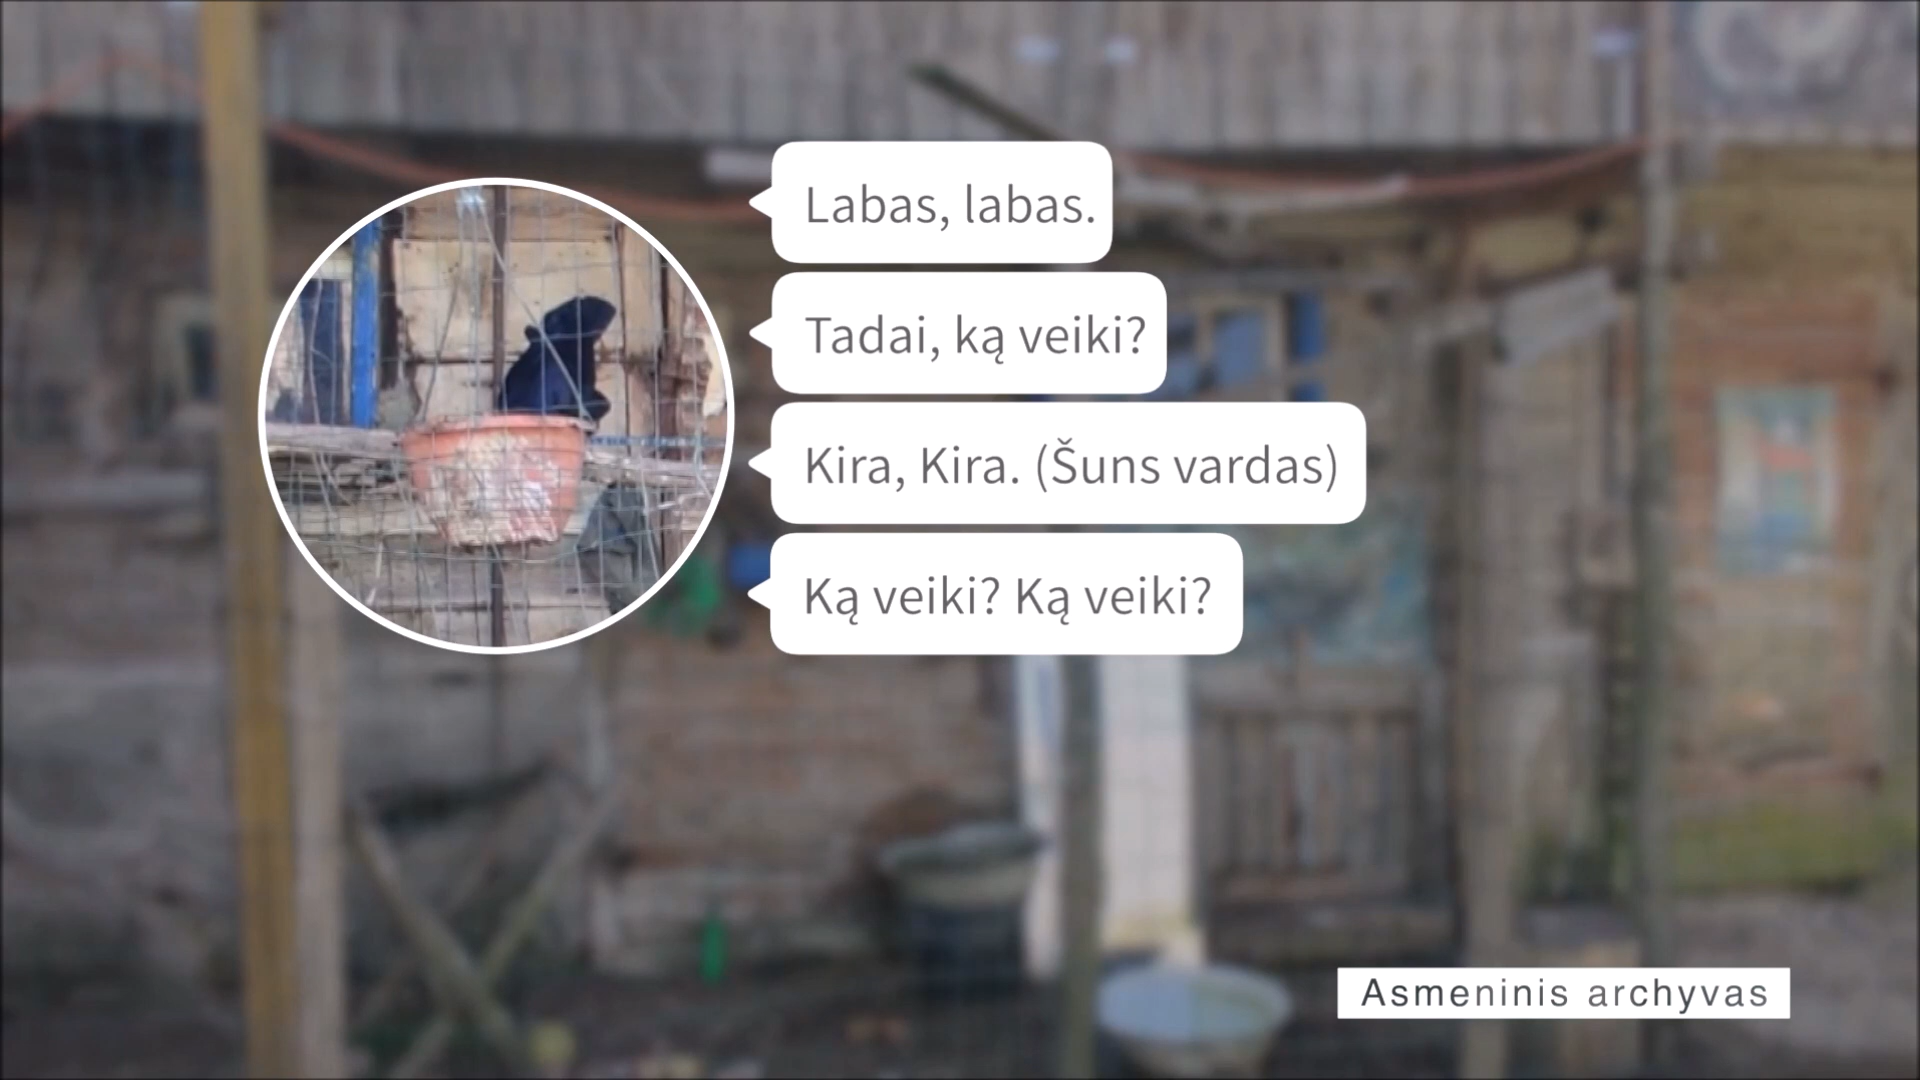 Labas, labas.
Tadai, ką veiki?
Kira, Kira. (Šuns vardas)
Ką veiki? Ką veiki?
Asmeninis archyvas